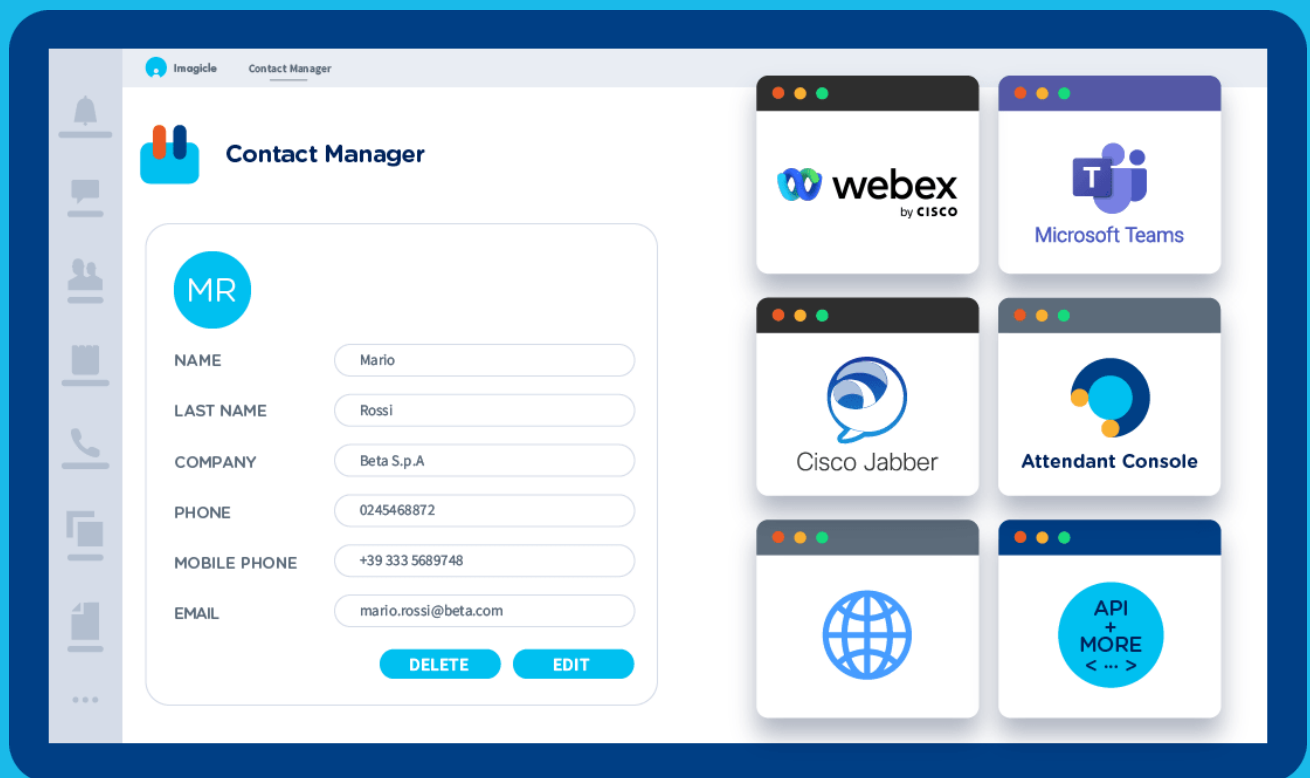 Imagicle Contact Manager
Contact Manager
MR
NAME Mario
LAST NAME Rossi
COMPANY Beta S.p.A
PHONE 0245468872
MOBILE PHONE +39 333 5689748
EMAIL mario.rossi@beta.com
DELETE EDIT
webex
by CISCO
T
Microsoft Teams
Cisco Jabber
Attendant Console
API
+
MORE
< ... >